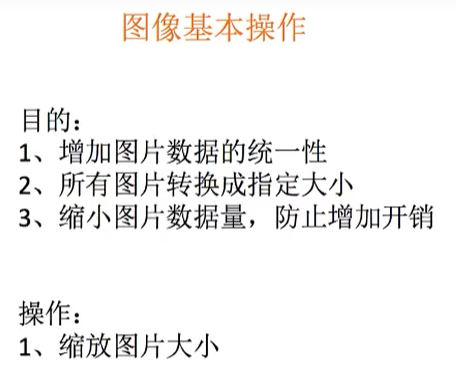 图像基本操作
目的：
1、增加图片数据的统一性
2、所有图片转换成指定大小
3、缩小图片数据量，防止增加开销
操作：
1、缩放图片大小